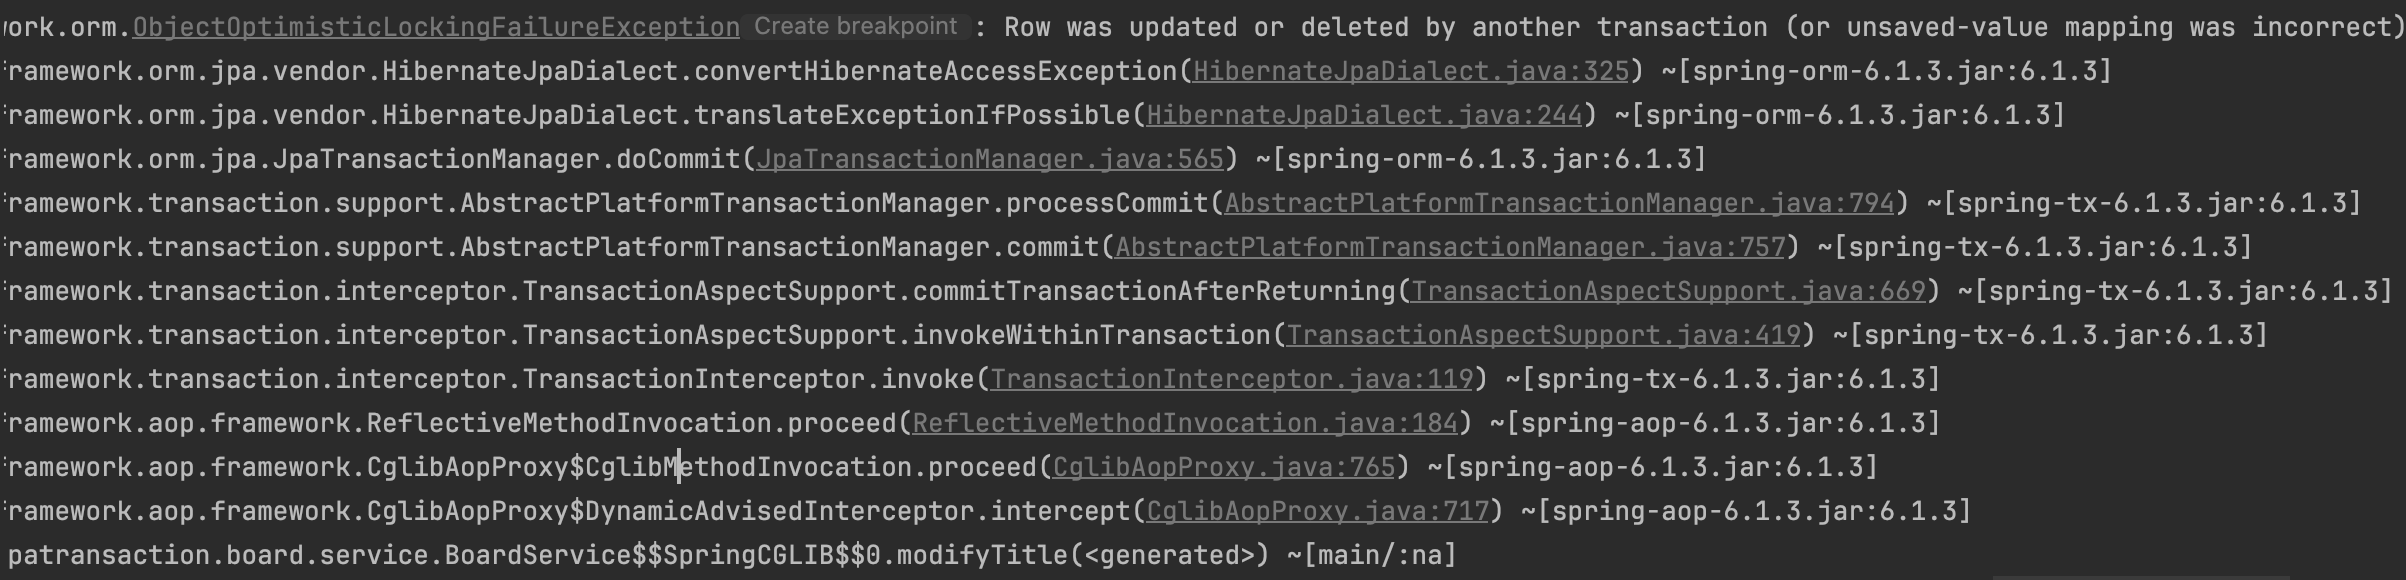 work.orm.ObjectOptimisticLockingFailureException Create breakpoint : Row was updated or deleted by another transaction (or unsaved-value mapping was incorrect)
ramework.orm.jpa.vendor.HibernateJpaDialect.convertHibernateAccessException(HibernateJpaDialect.java:325) ~[spring-orm-6.1.3.jar:6.1.3]
ramework.orm.jpa.vendor.HibernateJpaDialect.translateExceptionIfPossible(HibernateJpaDialect.java:244) ~[spring-orm-6.1.3.jar:6.1.3]
ramework.orm.jpa.JpaTransactionManager.doCommit(JpaTransactionManager.java:565) ~[spring-orm-6.1.3.jar:6.1.3]
ramework.transaction.support.AbstractPlatformTransactionManager.processCommit(AbstractPlatformTransactionManager.java:794) ~[spring-tx-6.1.3.jar:6.1.3]
ramework.transaction.support.AbstractPlatformTransactionManager.commit(AbstractPlatformTransactionManager.java:757) ~[spring-tx-6.1.3.jar:6.1.3]
ramework.transaction.interceptor.TransactionAspectSupport.commitTransactionAfterReturning(TransactionAspectSupport.java:669) ~[spring-tx-6.1.3.jar:6.1.3]
ramework.transaction.interceptor.TransactionAspectSupport.invokeWithinTransaction(TransactionAspectSupport.java:419) ~[spring-tx-6.1.3.jar:6.1.3]
ramework.transaction.interceptor.TransactionInterceptor.invoke(TransactionInterceptor.java:119) ~[spring-tx-6.1.3.jar:6.1.3]
ramework.aop.framework.ReflectiveMethodInvocation.proceed(ReflectiveMethodInvocation.java:184) ~[spring-aop-6.1.3.jar:6.1.3]
ramework.aop.framework.CglibAopProxy$CglibMethodInvocation.proceed(CglibAopProxy.java:765) ~[spring-aop-6.1.3.jar:6.1.3]
ramework.aop.framework.CglibAopProxy$DynamicAdvisedInterceptor.intercept(CglibAopProxy.java:717) ~[spring-aop-6.1.3.jar:6.1.3]
patransaction.board.service.BoardService$$SpringCGLIB$$0.modifyTitle(<generated>) ~[main/:na]